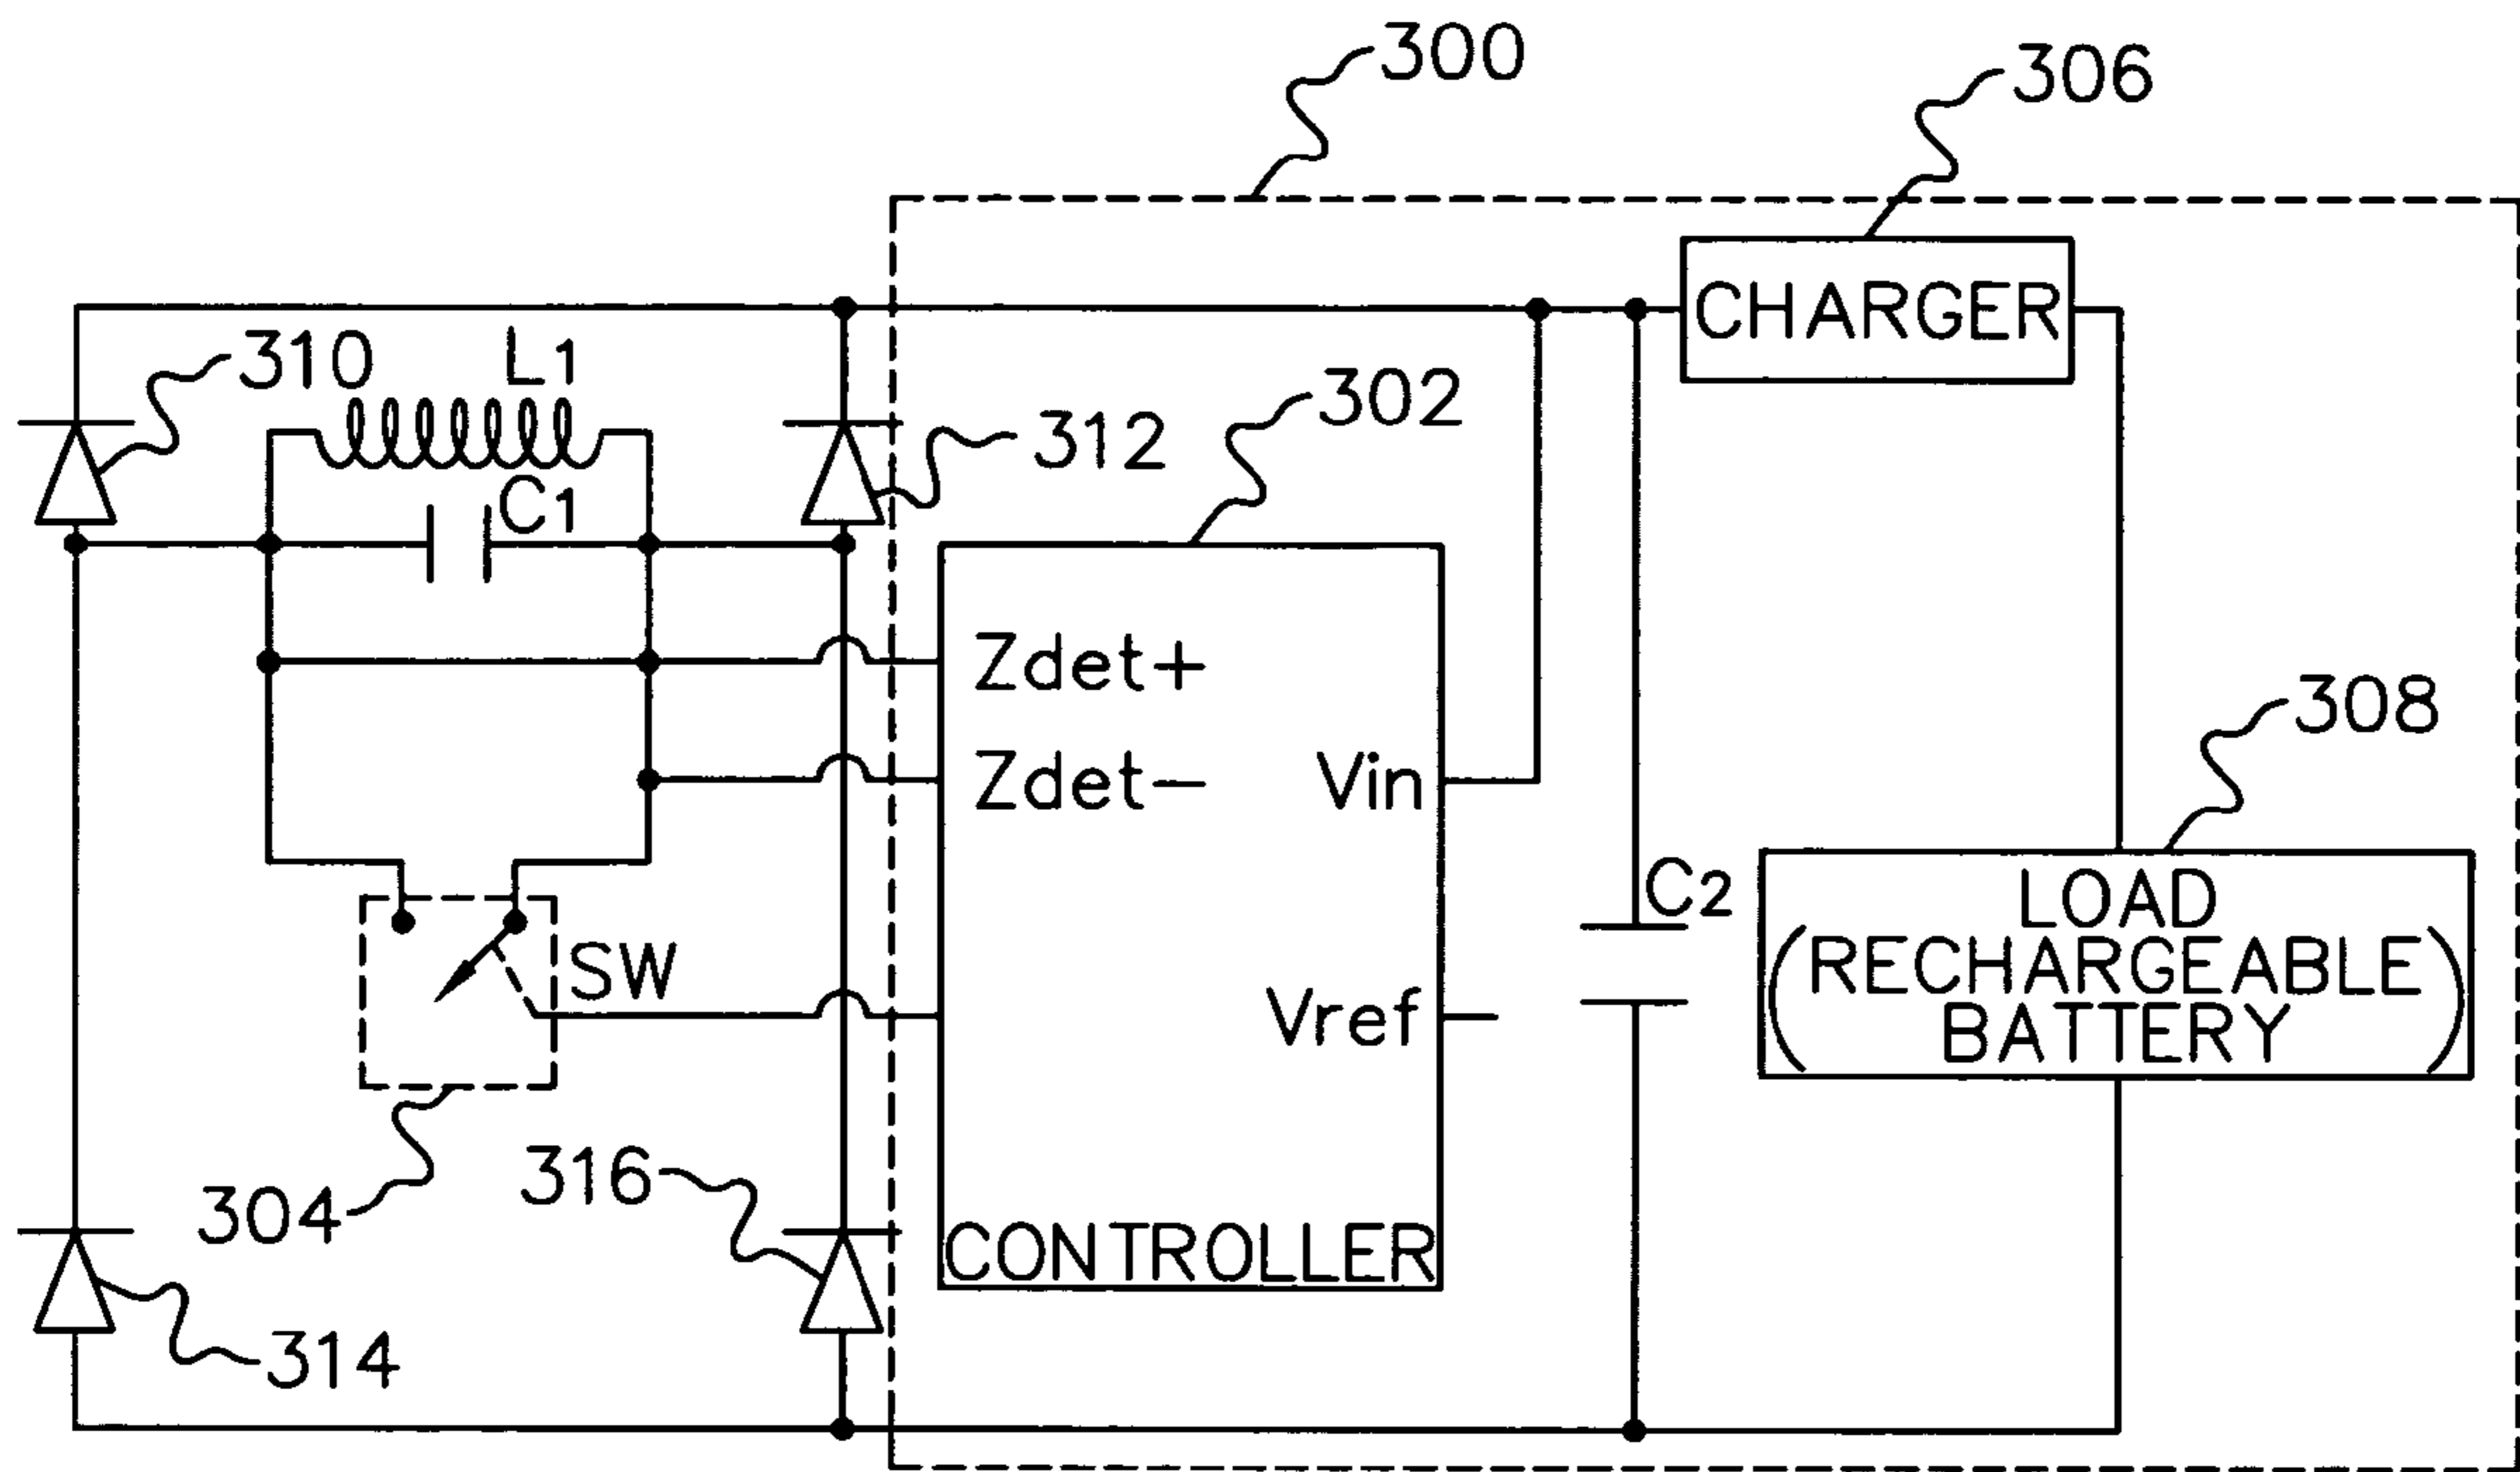 300
306
CHARGER
310
L1
302
312
C1
Zdet+
308
Zdet−
Vin
C2
LOAD
(RECHARGEABLE
BATTERY)
SW
Vref
316
304
CONTROLLER
314